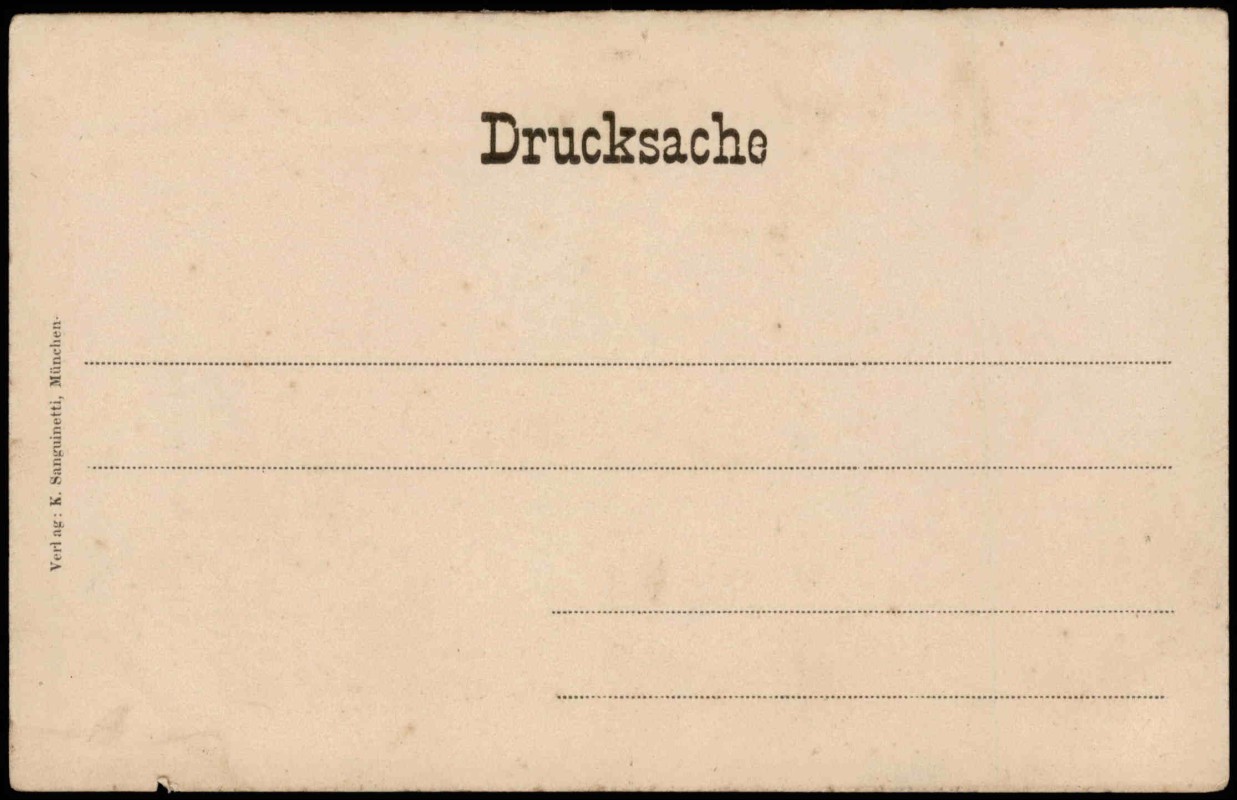 Drucksache
Verlag: K. Sanguinetti, München.